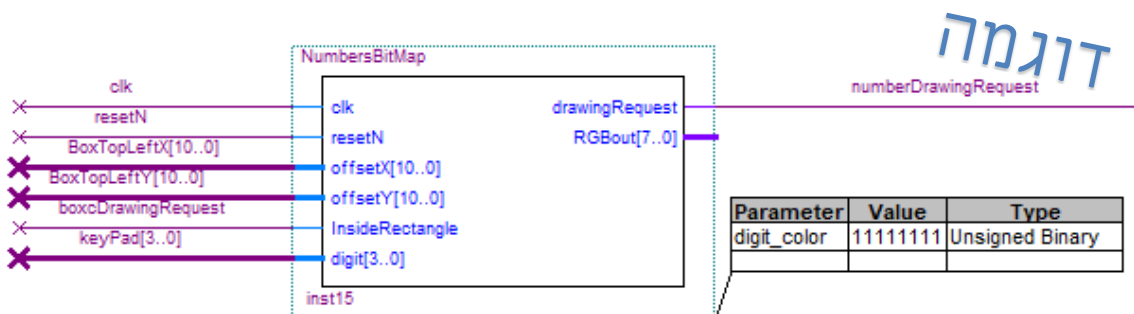 דוגמה
NumbersBitMap
clk
resetN
BoxTopLeftX[10..0]
BoxTopLeftY[10..0]
boxcDrawingRequest
keyPad[3..0]
clk
resetN
offsetX[10..0]
offsetY[10..0]
InsideRectangle
digit[3..0]
drawingRequest
RGBout[7..0]
inst15
numberDrawingRequest
Parameter Value Type
digit_color 11111111 Unsigned Binary